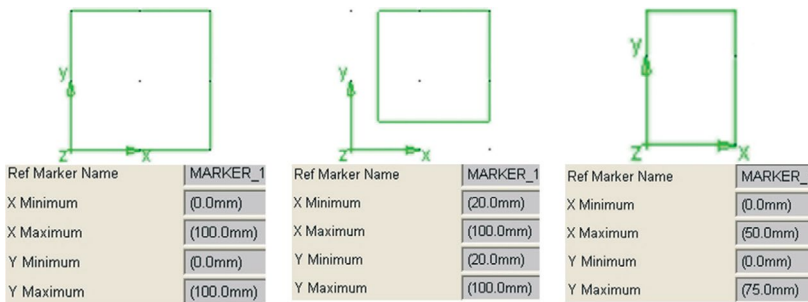 y
z x
Ref Marker Name MARKER_1
X Minimum (0.0mm)
X Maximum (100.0mm)
Y Minimum (0.0mm)
Y Maximum (100.0mm)
y
z x
Ref Marker Name MARKER_1
X Minimum (20.0mm)
X Maximum (100.0mm)
Y Minimum (20.0mm)
Y Maximum (100.0mm)
y
z x
Ref Marker Name MARKER_
X Minimum (0.0mm)
X Maximum (50.0mm)
Y Minimum (0.0mm)
Y Maximum (75.0mm)